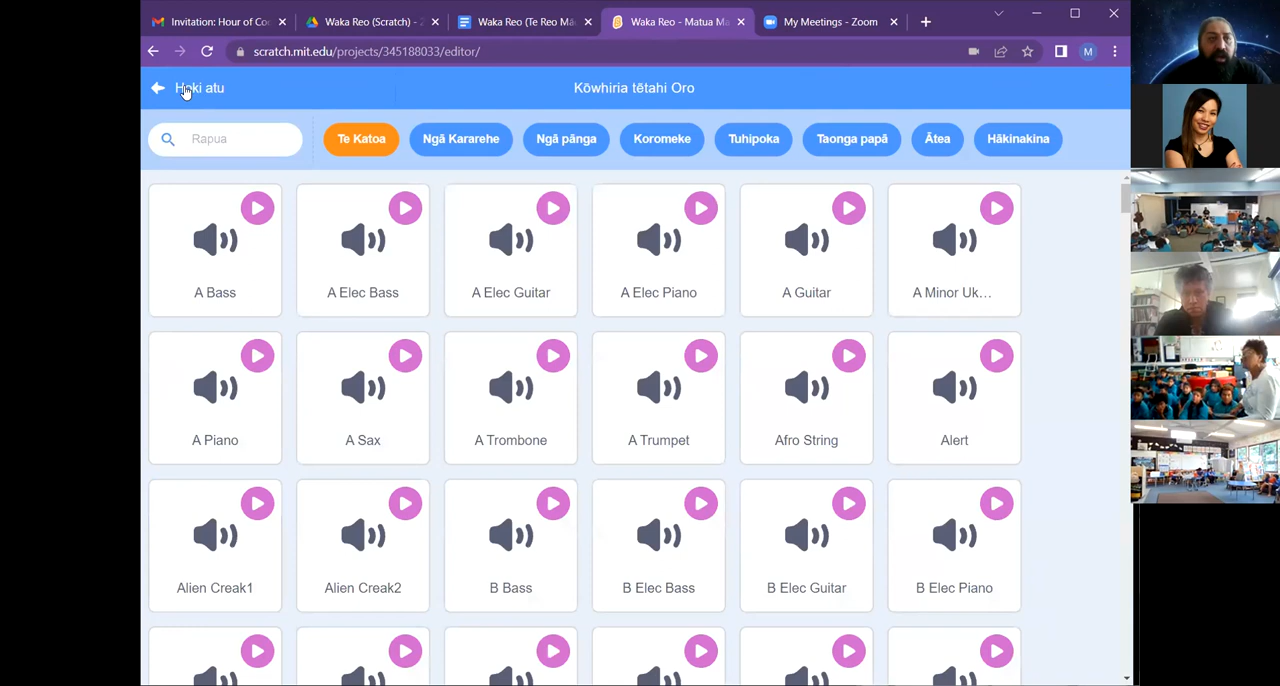 Invitation: Hour of Co
Waka Reo (Scratch) - 2
Waka Reo (Te Reo Mā
Waka Reo - Matua Ma
My Meetings - Zoom
scratch.mit.edu/projects/345188033/editor/
M
Hoki atu
Kōwhiria tētahi Oro
Rapua
Te Katoa
Ngā Kararehe
Ngā pānga
Koromeke
Tuhipoka
Taonga papā
Ātea
Hākinakina
A Bass
A Elec Bass
A Elec Guitar
A Elec Piano
A Guitar
A Minor Uk…
A Piano
A Sax
A Trombone
A Trumpet
Afro String
Alert
Alien Creak1
Alien Creak2
B Bass
B Elec Bass
B Elec Guitar
B Elec Piano